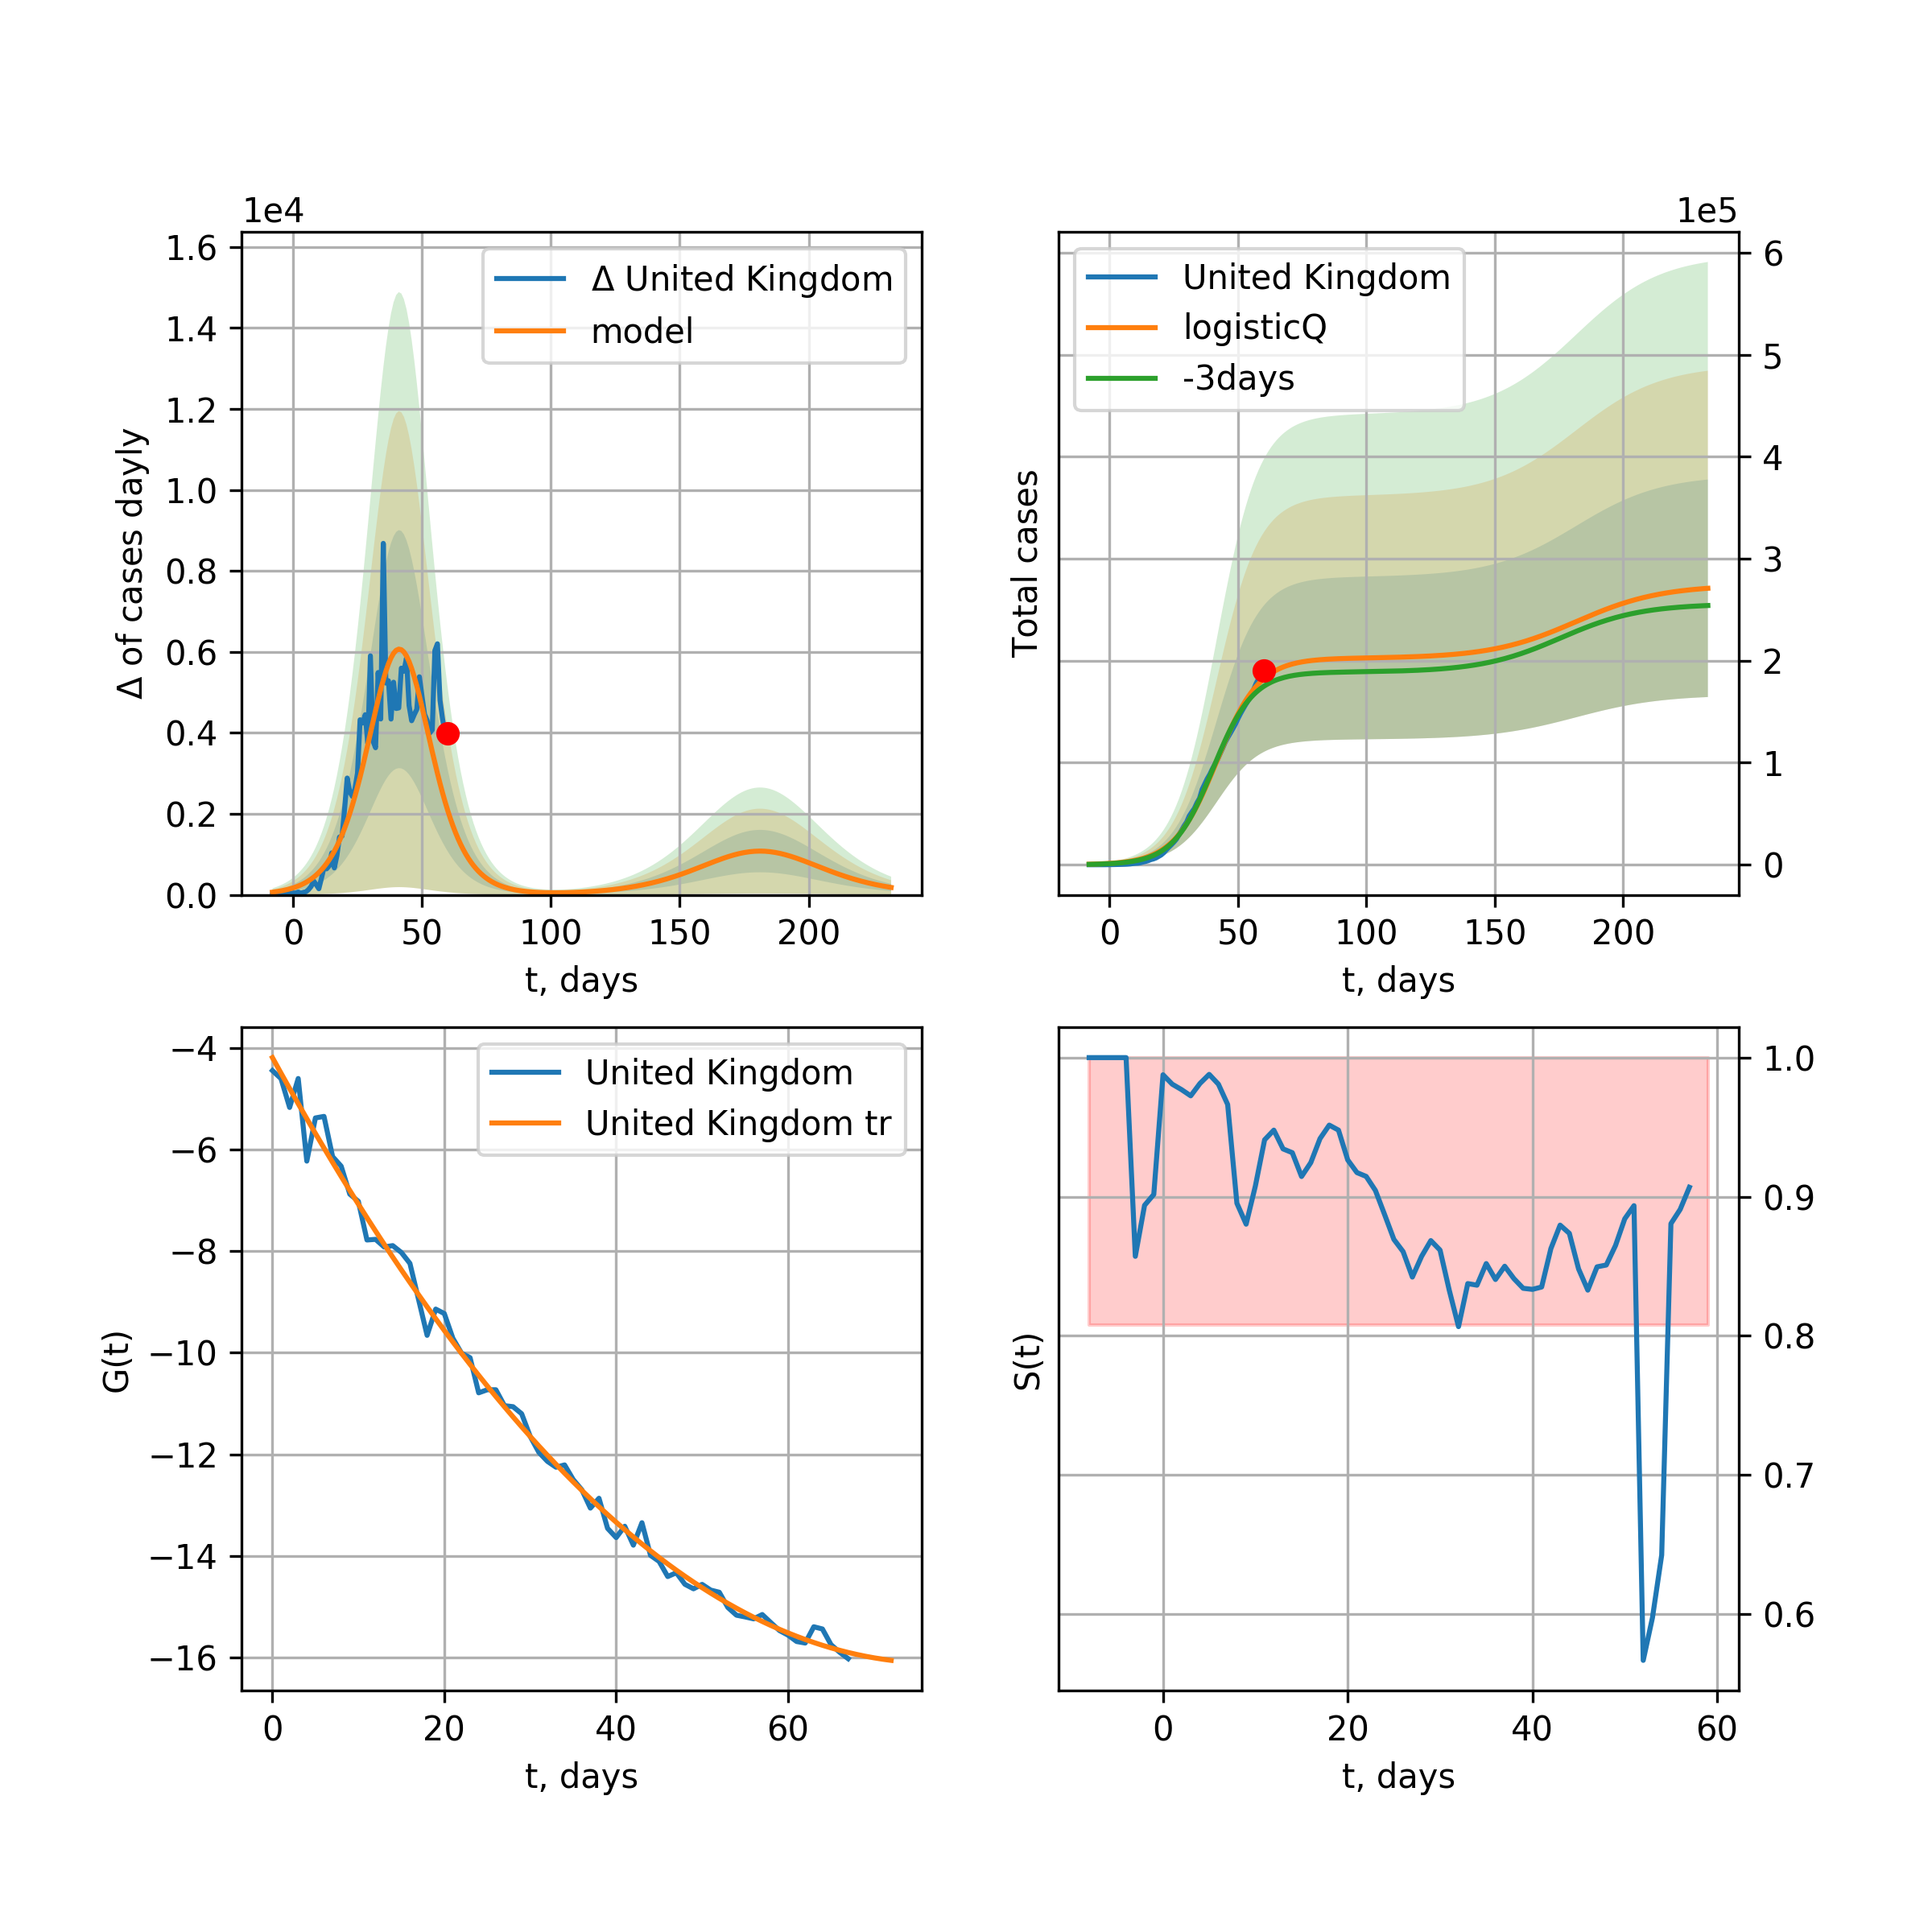 1e4
1.6
1.4
1.2
1.0
0.8
0.6
0.4
0.2
0.0
Δ of cases dayly
Δ United Kingdom
model
0 50 100 150 200
t, days
1e5
6
5
4
3
2
1
0
Total cases
United Kingdom
logisticQ
-3days
0 50 100 150 200
t, days
−4
−6
−8
−10
−12
−14
−16
G(t)
United Kingdom
United Kingdom tr
0 20 40 60
t, days
1.0
0.9
0.8
0.7
0.6
S(t)
0 20 40 60
t, days